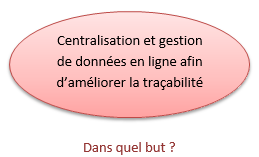 Centralisation et gestion
de données en ligne afin
d’améliorer la traçabilité
Dans quel but ?